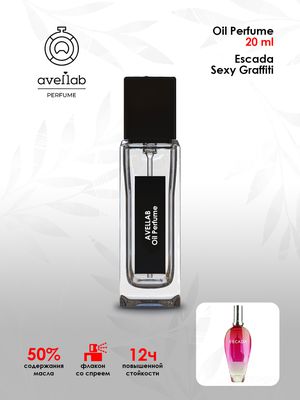 avellab
PERFUME
Oil Perfume
20 ml
Escada
Sexy Graffiti
AVELLAB
Oil Perfume
ESCADA
50%
содержания
масла
флакон
со спреем
12ч
повышенной
стойкости